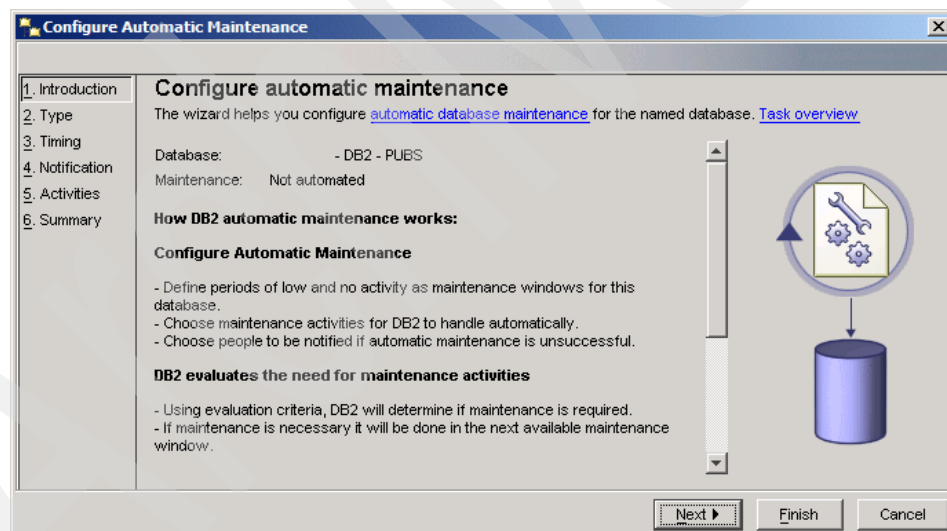 Configure Automatic Maintenance
1. Introduction
2. Type
3. Timing
4. Notification
5. Activities
6. Summary
Configure automatic maintenance
The wizard helps you configure automatic database maintenance for the named database. Task overview
Database: - DB2 - PUBS
Maintenance: Not automated
How DB2 automatic maintenance works:
Configure Automatic Maintenance
- Define periods of low and no activity as maintenance windows for this
database.
- Choose maintenance activities for DB2 to handle automatically.
- Choose people to be notified if automatic maintenance is unsuccessful.
DB2 evaluates the need for maintenance activities
- Using evaluation criteria, DB2 will determine if maintenance is required.
- If maintenance is necessary it will be done in the next available maintenance
window.
Next
Finish
Cancel